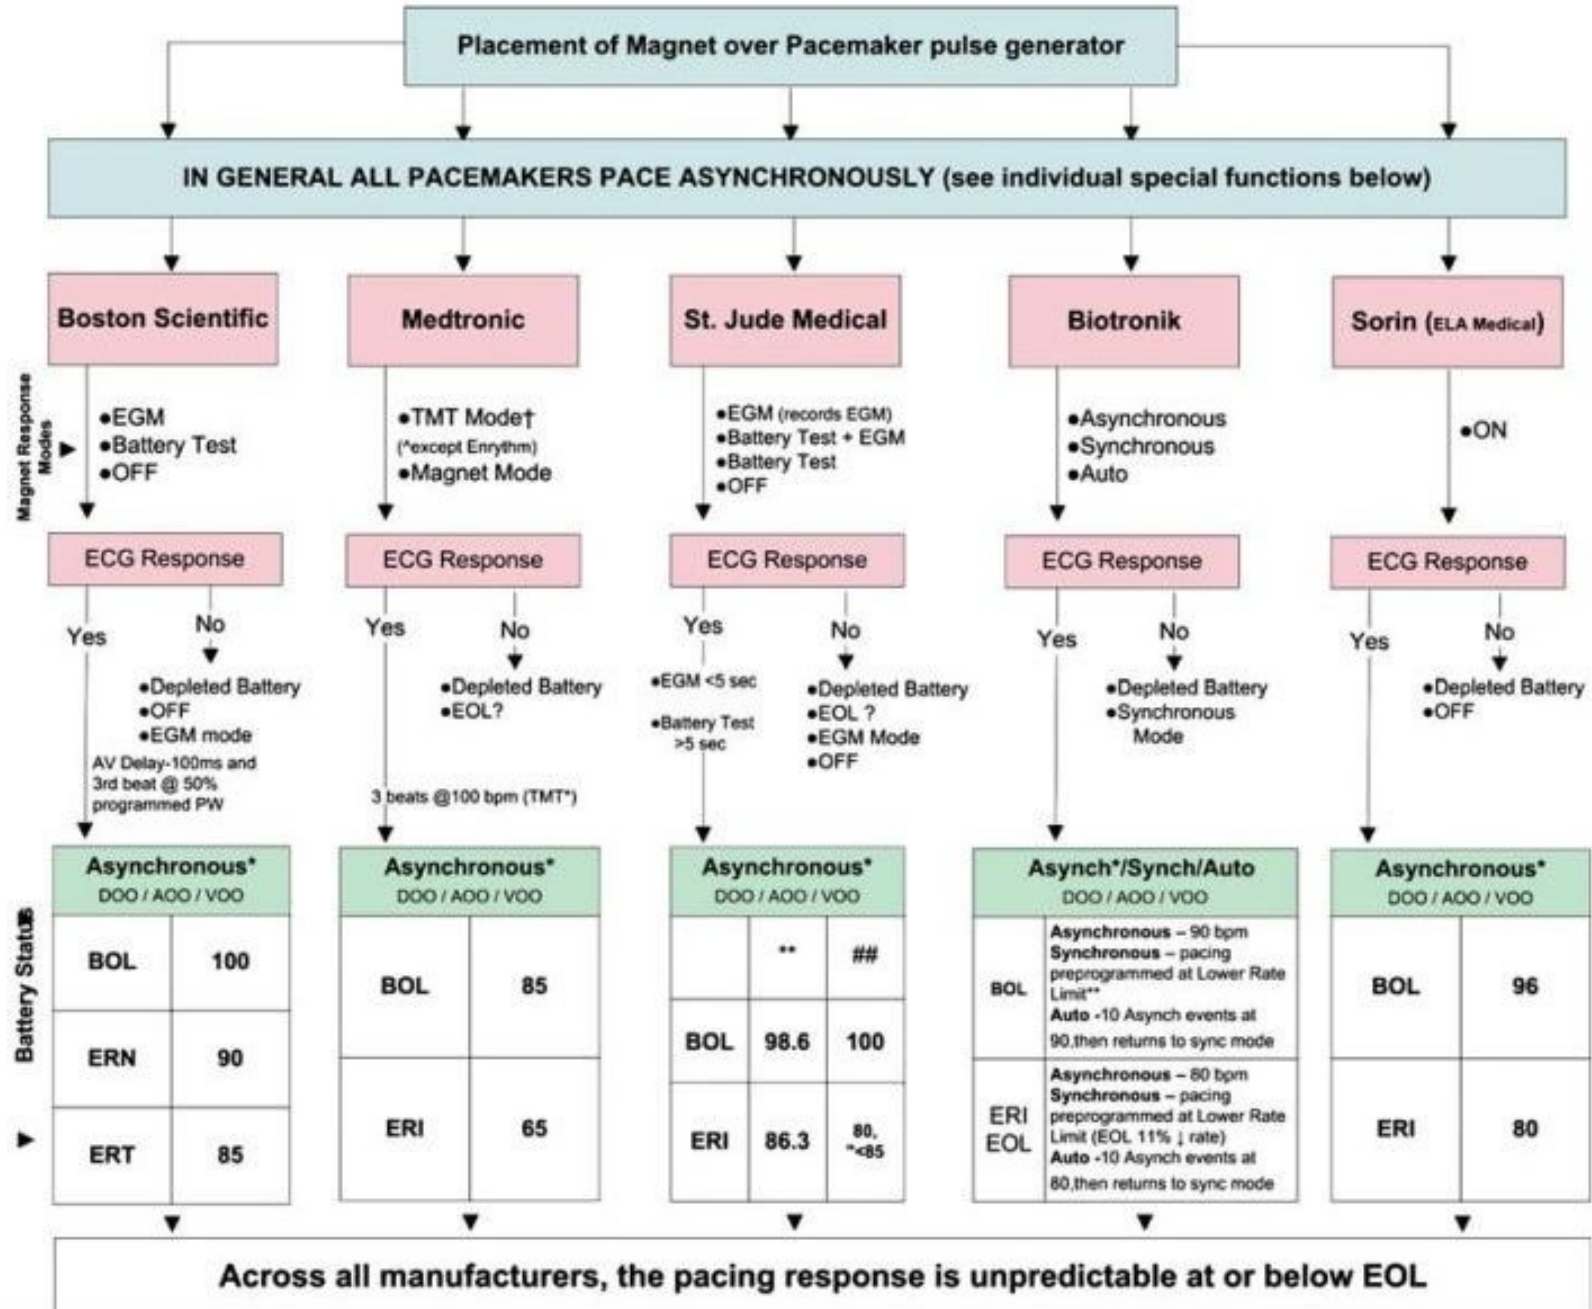 Placement of Magnet over Pacemaker pulse generator
IN GENERAL ALL PACEMAKERS PACE ASYNCHRONOUSLY (see individual special functions below)
Boston Scientific
Medtronic
St. Jude Medical
Biotronik
Sorin (ELA Medical)
Magnet Response
Modes
●EGM
●Battery Test
●OFF
●TMT Mode†
(^except Enrythm)
●Magnet Mode
●EGM (records EGM)
●Battery Test + EGM
●Battery Test
●OFF
●Asynchronous
●Synchronous
●Auto
●ON
ECG Response
ECG Response
ECG Response
ECG Response
ECG Response
Yes
No
●Depleted Battery
●OFF
●EGM mode
AV Delay-100ms and
3rd beat @ 50%
programmed PW
Yes
No
●Depleted Battery
●EOL?
3 beats @100 bpm (TMT*)
Yes
No
●EGM <5 sec
●Battery Test
>5 sec
●Depleted Battery
●EOL ?
●EGM Mode
●OFF
Yes
No
●Depleted Battery
●Synchronous
Mode
Yes
No
●Depleted Battery
●OFF
Battery Status
Asynchronous*
DOO / AOO / VOO
BOL 100
ERN 90
ERT 85
Asynchronous*
DOO / AOO / VOO
BOL 85
ERI 65
Asynchronous*
DOO / AOO / VOO
** ##
BOL 98.6 100
ERI 86.3 80,
"<85
Asynch*/Synch/Auto
DOO / AOO / VOO
BOL
Asynchronous – 90 bpm
Synchronous – pacing
preprogrammed at Lower Rate
Limit**
Auto -10 Asynch events at
90,then returns to sync mode
ERI
EOL
Asynchronous – 80 bpm
Synchronous – pacing
preprogrammed at Lower Rate
Limit (EOL 11% ↓ rate)
Auto -10 Asynch events at
80,then returns to sync mode
Asynchronous*
DOO / AOO / VOO
BOL 96
ERI 80
Across all manufacturers, the pacing response is unpredictable at or below EOL